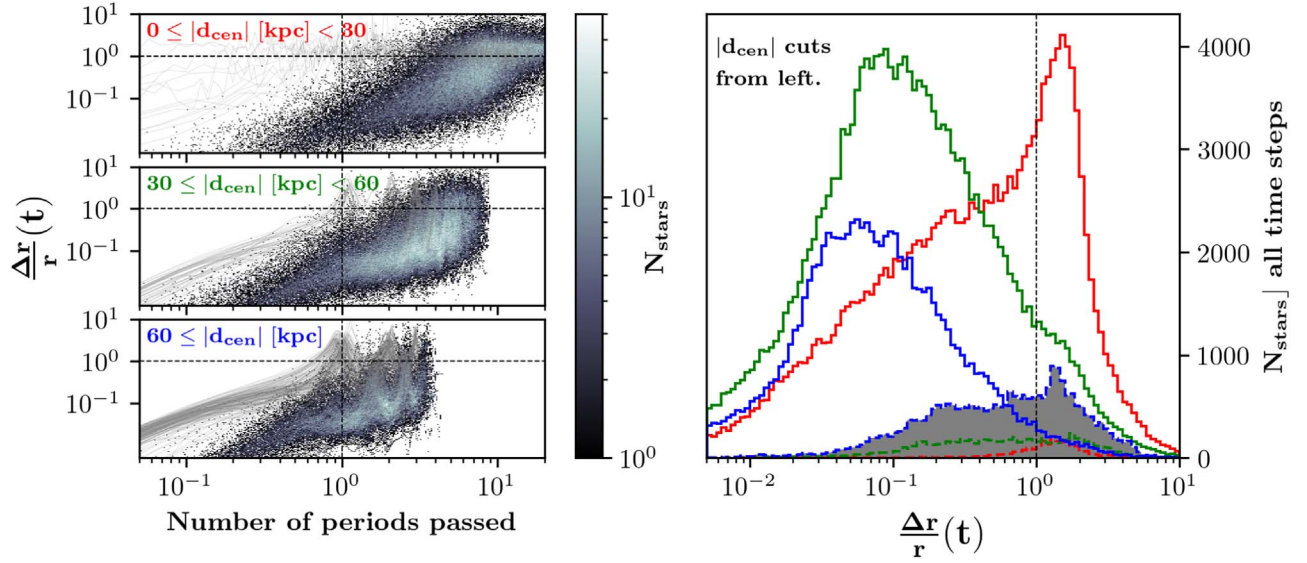 0 ≤ |d_cen| [kpc] < 30
10^1
10^0
10^-1
30 ≤ |d_cen| [kpc] < 60
10^1
10^0
10^-1
60 ≤ |d_cen| [kpc]
10^1
10^0
10^-1
Δr/r(t)
10^-1 10^0 10^1
Number of periods passed
10^1
10^0
N_stars
|d_cen| cuts
from left.
4000
3000
2000
1000
0
N_stars⌋ all time steps
10^-2 10^-1 10^0 10^1
Δr/r(t)